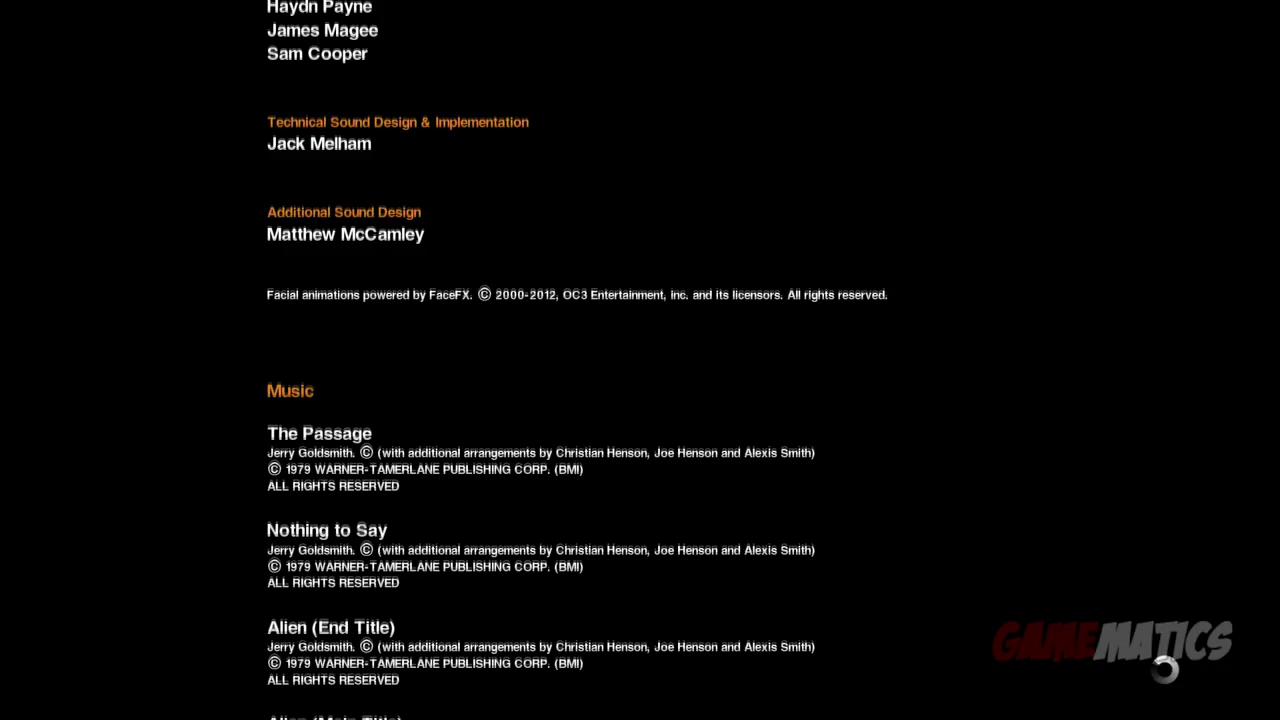 Haydn Payne
James Magee
Sam Cooper
Technical Sound Design & Implementation
Jack Melham
Additional Sound Design
Matthew McCamley
Facial animations powered by FaceFX. © 2000-2012, OC3 Entertainment, inc. and its licensors. All rights reserved.
Music
The Passage
Jerry Goldsmith. © (with additional arrangements by Christian Henson, Joe Henson and Alexis Smith)
© 1979 WARNER-TAMERLANE PUBLISHING CORP. (BMI)
ALL RIGHTS RESERVED
Nothing to Say
Jerry Goldsmith. © (with additional arrangements by Christian Henson, Joe Henson and Alexis Smith)
© 1979 WARNER-TAMERLANE PUBLISHING CORP. (BMI)
ALL RIGHTS RESERVED
Alien (End Title)
Jerry Goldsmith. © (with additional arrangements by Christian Henson, Joe Henson and Alexis Smith)
© 1979 WARNER-TAMERLANE PUBLISHING CORP. (BMI)
ALL RIGHTS RESERVED
Alien (Main Title)
GAMEMATICS